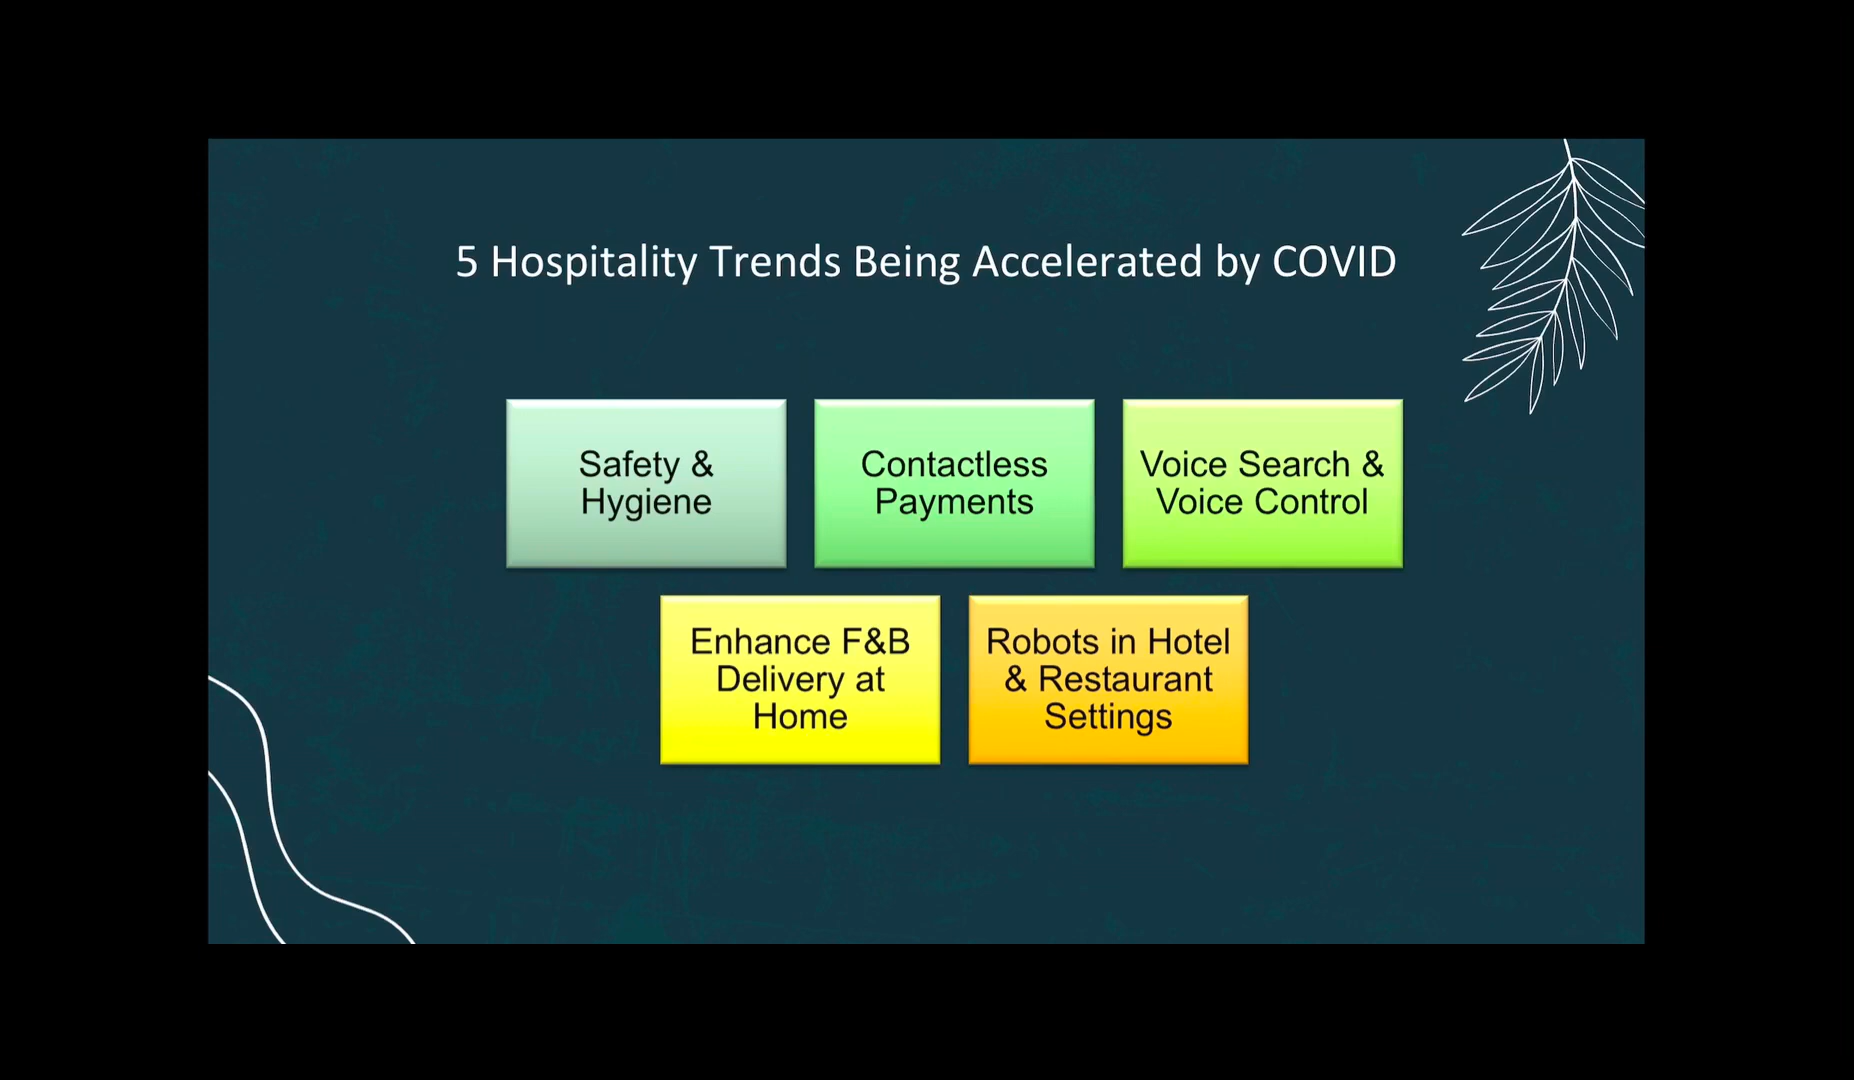 5 Hospitality Trends Being Accelerated by COVID
Safety &
Hygiene
Contactless
Payments
Voice Search &
Voice Control
Enhance F&B
Delivery at
Home
Robots in Hotel
& Restaurant
Settings